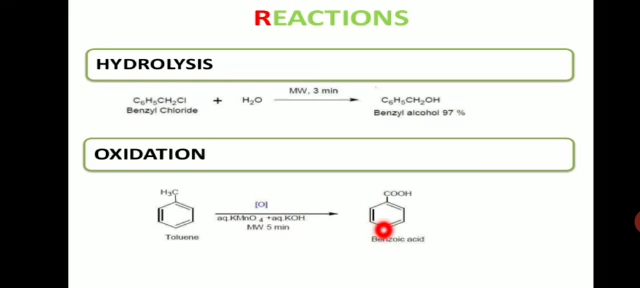 REACTIONS
HYDROLYSIS
C₆H₅CH₂Cl + H₂O MW, 3 min C₆H₅CH₂OH
Benzyl Chloride Benzyl alcohol 97 %
OXIDATION
H₃C [O] COOH
aq.KMnO₄ +aq.KOH
Toluene MW 5 min Benzoic acid